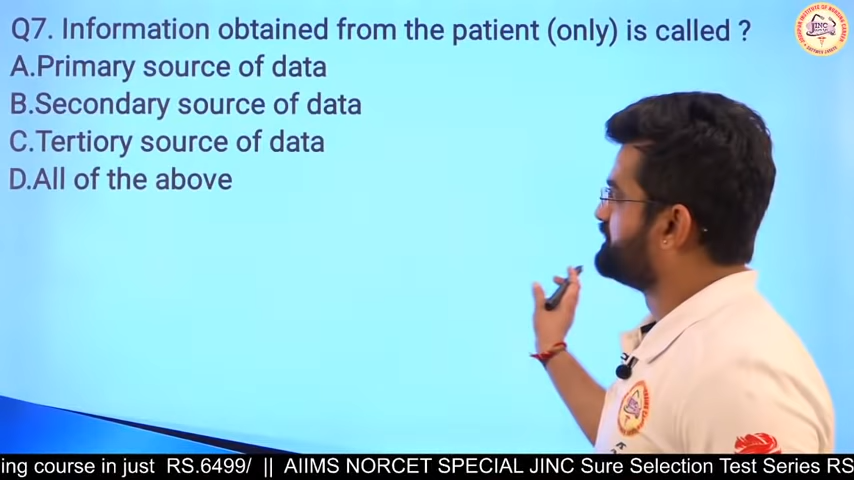 Q7. Information obtained from the patient (only) is called ?
A.Primary source of data
B.Secondary source of data
C.Tertiory source of data
D.All of the above
JINC
ing course in just RS.6499/ || AIIMS NORCET SPECIAL JINC Sure Selection Test Series RS